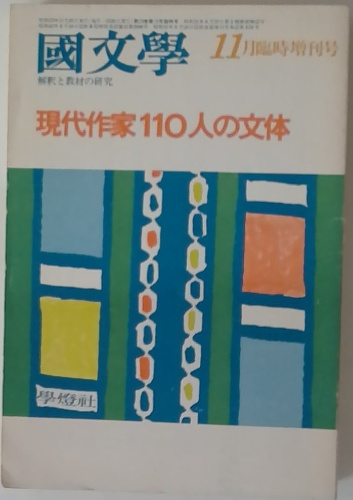 國文學
11月臨時増刊号
解釈と教材の研究
現代作家110人の文体
學燈社